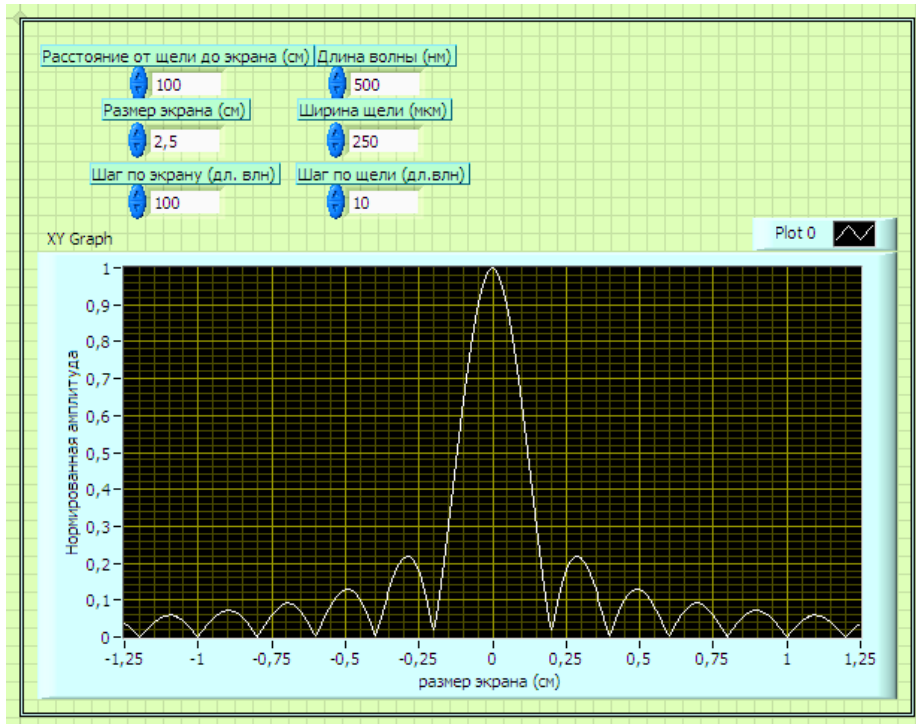 Расстояние от щели до экрана (см) Длина волны (нм)
100 500
Размер экрана (см) Ширина щели (мкм)
2,5 250
Шаг по экрану (дл. влн) Шаг по щели (дл.влн)
100 10
XY Graph Plot 0
Нормированная амплитуда
1
0,9
0,8
0,7
0,6
0,5
0,4
0,3
0,2
0,1
0
-1,25 -1 -0,75 -0,5 -0,25 0 0,25 0,5 0,75 1 1,25
размер экрана (см)